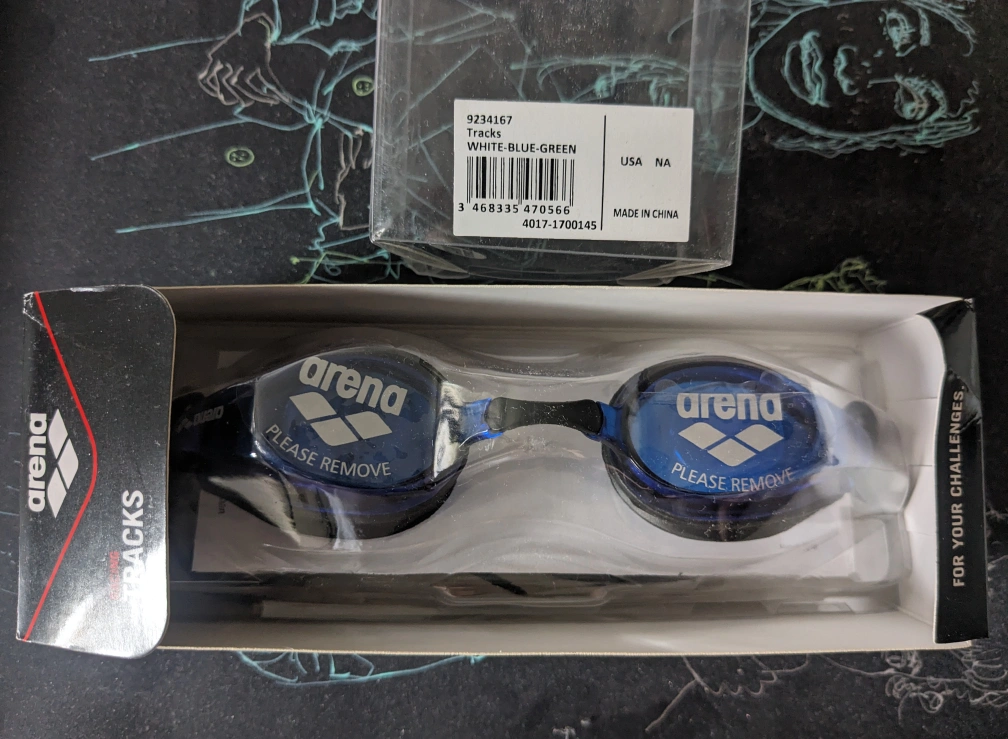 9234167
Tracks
WHITE-BLUE-GREEN
3 468335 470566
4017-1700145
USA NA
MADE IN CHINA
arena
TRACKS
arena
arena
PLEASE REMOVE
arena
PLEASE REMOVE
FOR YOUR CHALLENGES